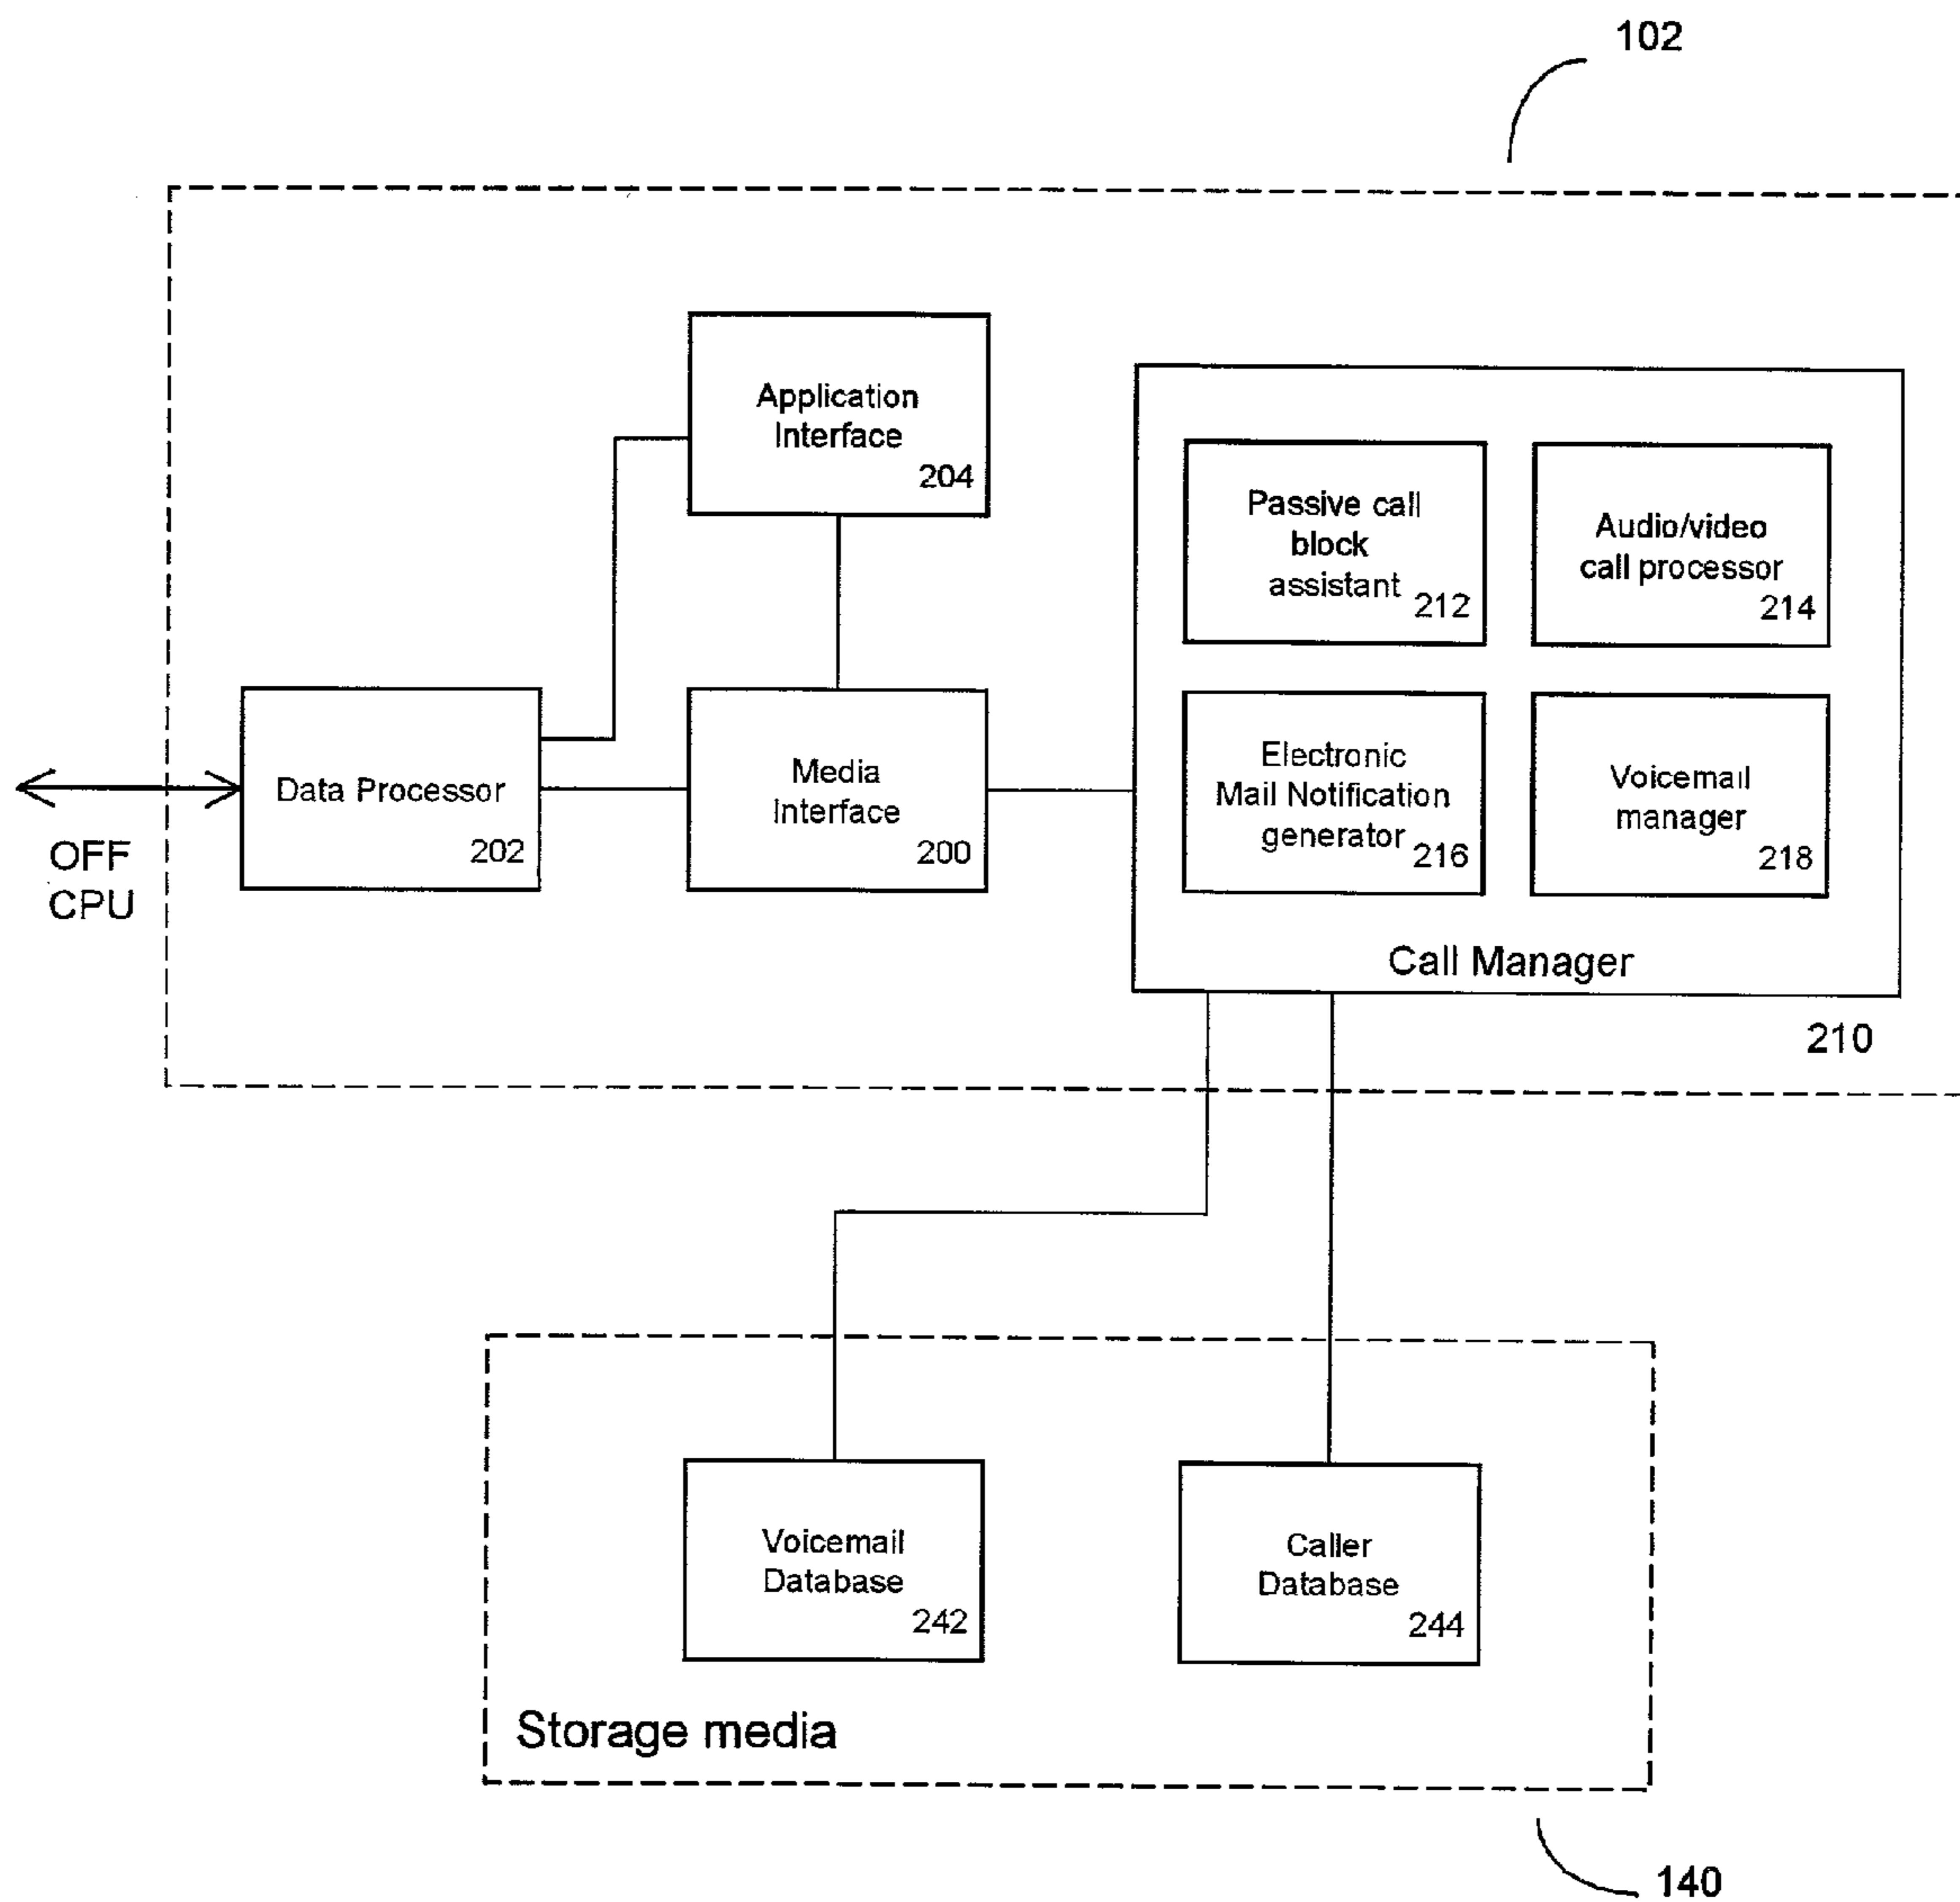 102
Application
Interface
204
Passive call
block
assistant
212
Audio/video
call processor
214
Data Processor
202
Media
Interface
200
Electronic
Mail Notification
generator
216
Voicemail
manager
218
OFF
CPU
Call Manager
210
Voicemail
Database
242
Caller
Database
244
Storage media
140